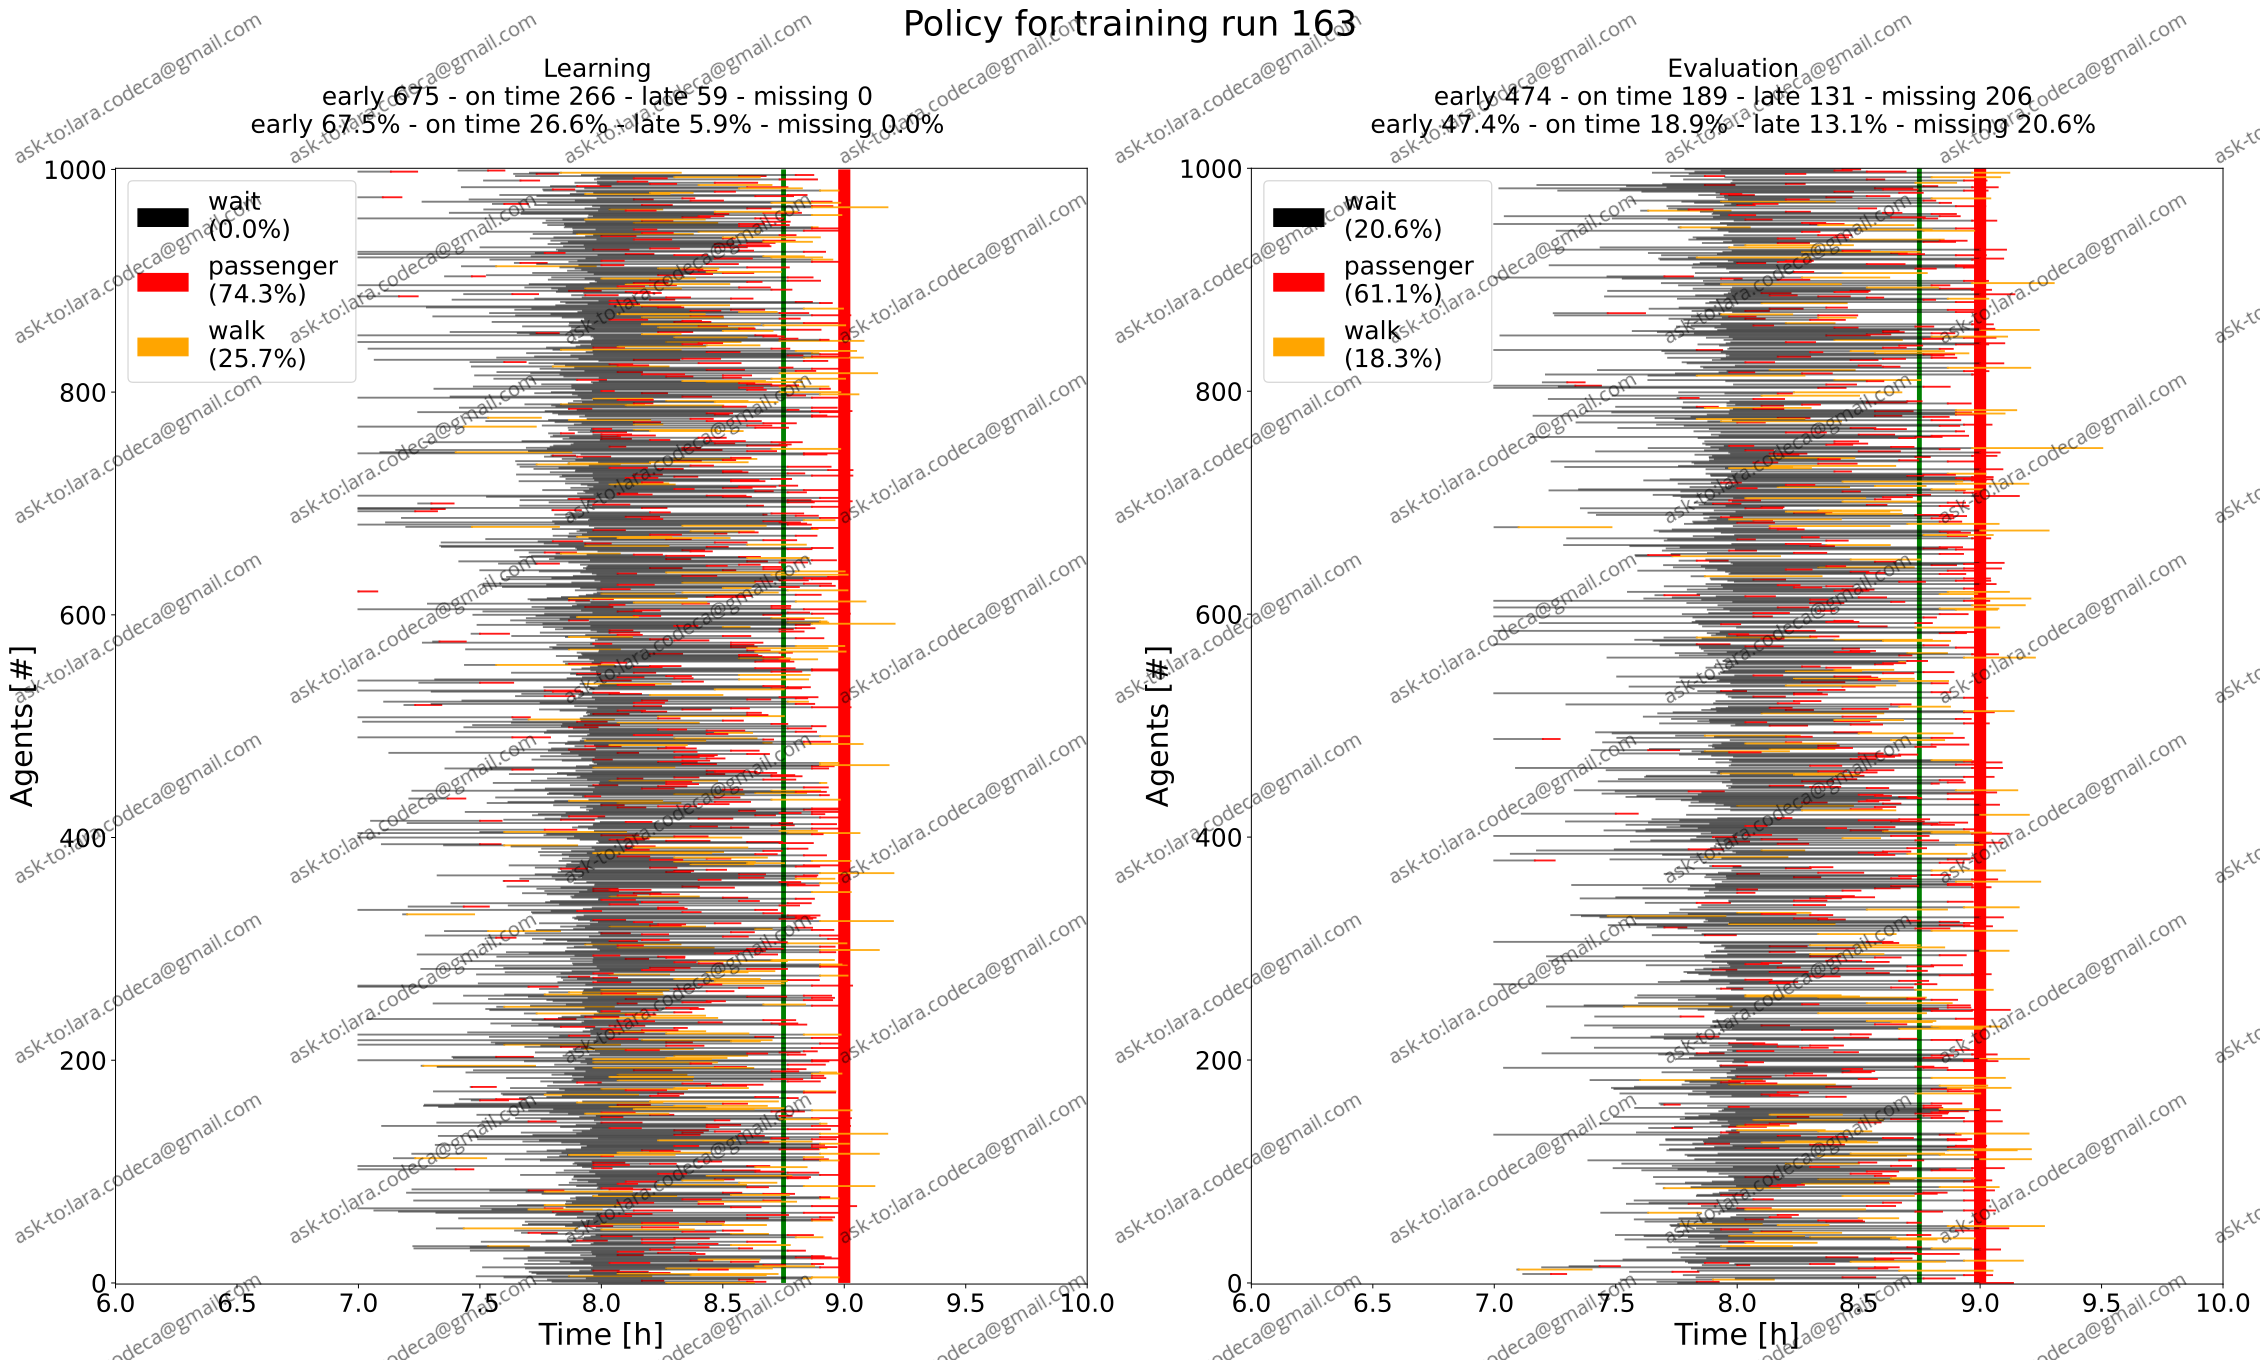 Policy for training run 163
Learning
early 675 - on time 266 - late 59 - missing 0
early 67.5% - on time 26.6% - late 5.9% - missing 0.0%
wait
(0.0%)
passenger
(74.3%)
walk
(25.7%)
1000
800
600
400
200
0
Agents [#]
6.0 6.5 7.0 7.5 8.0 8.5 9.0 9.5 10.0
Time [h]
Evaluation
early 474 - on time 189 - late 131 - missing 206
early 47.4% - on time 18.9% - late 13.1% - missing 20.6%
wait
(20.6%)
passenger
(61.1%)
walk
(18.3%)
1000
800
600
400
200
0
Agents [#]
6.0 6.5 7.0 7.5 8.0 8.5 9.0 9.5 10.0
Time [h]
ask-to:lara.codeca@gmail.com